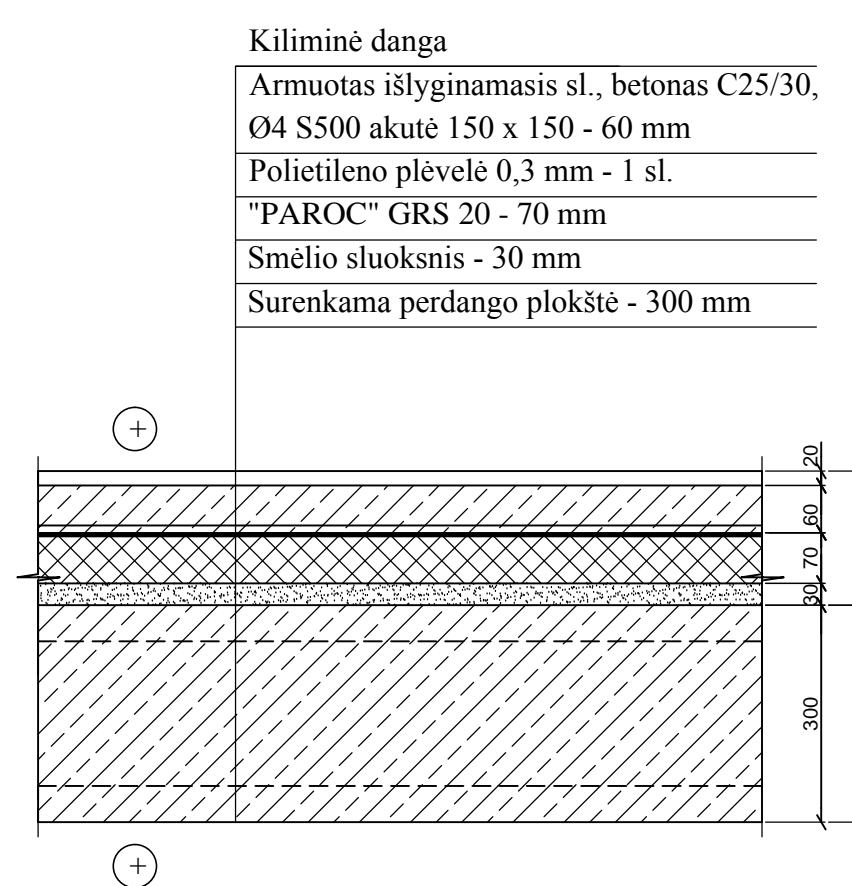 Kiliminė danga
Armuotas išlyginamasis sl., betonas C25/30,
Ø4 S500 akutė 150 x 150 - 60 mm
Polietileno plėvelė 0,3 mm - 1 sl.
"PAROC" GRS 20 - 70 mm
Smėlio sluoksnis - 30 mm
Surenkama perdango plokštė - 300 mm
+
20
60
70
30
300
+